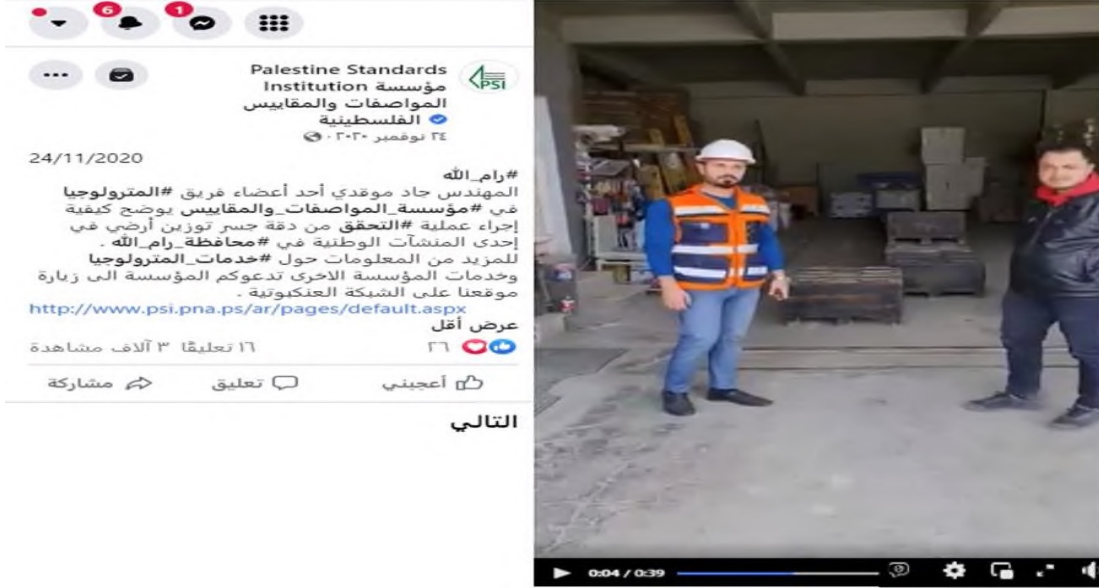 6
1
PSI
Palestine Standards
Institution مؤسسة
المواصفات والمقاييس
الفلسطينية
٢٤ نوفمبر ٢٠٢٠ ·
24/11/2020
#رام_الله
المهندس جاد موقدي أحد أعضاء فريق #المترولوجيا
في #مؤسسة_المواصفات_والمقاييس يوضح كيفية
إجراء عملية #التحقق من دقة جسر توزين أرضي في
إحدى المنشآت الوطنية في #محافظة_رام_الله .
للمزيد من المعلومات حول #خدمات_المترولوجيا
وخدمات المؤسسة الاخرى تدعوكم المؤسسة الى زيارة
موقعنا على الشبكة العنكبوتية .
http://www.psi.pna.ps/ar/pages/default.aspx
عرض أقل
٢٦
١٦ تعليقًا ٣ آلاف مشاهدة
أعجبني
تعليق
مشاركة
التالي
0:04 / 0:39